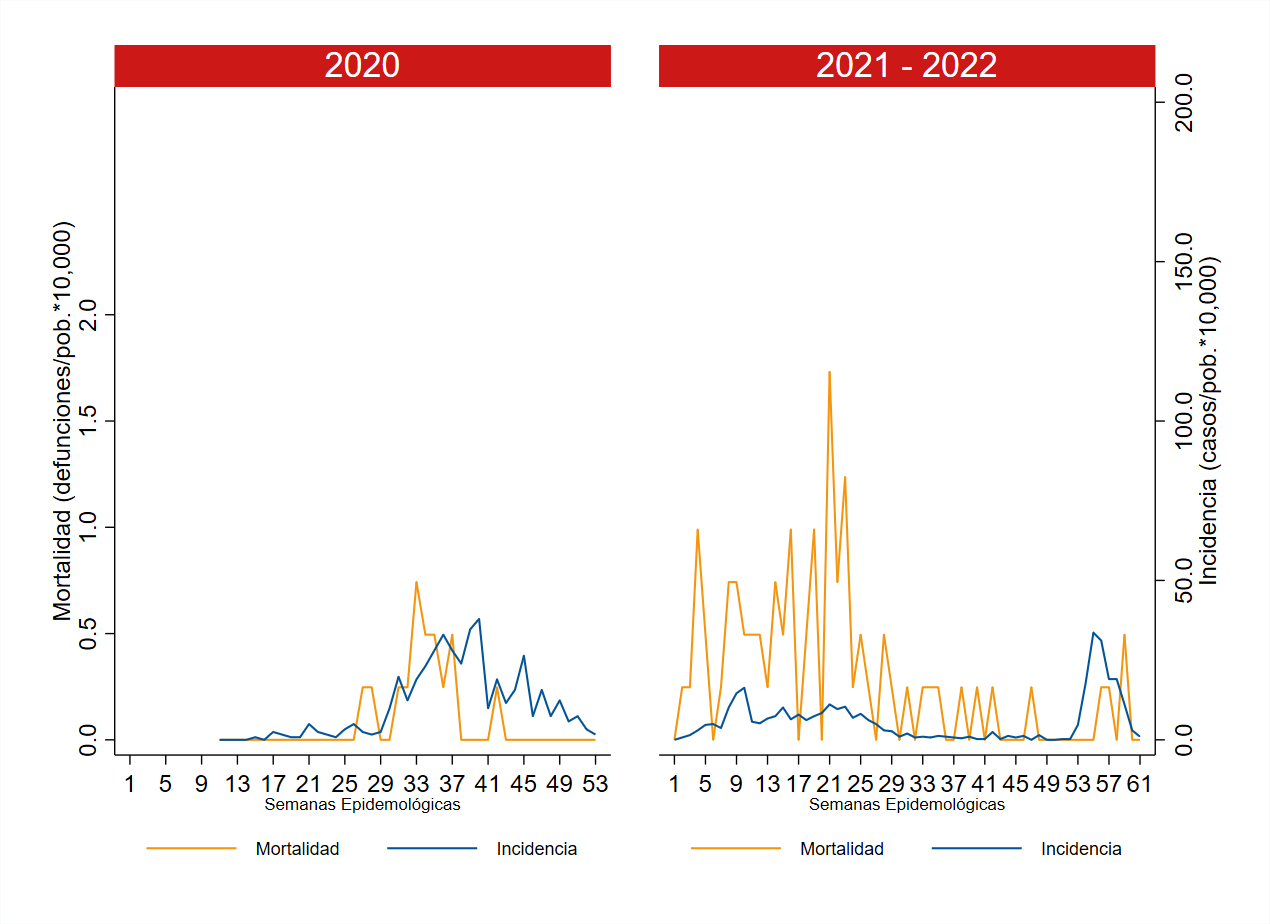 2020
2021 - 2022
Mortalidad (defunciones/pob.*10,000)
2.0
1.5
1.0
0.5
0.0
200.0
150.0
100.0
50.0
0.0
Incidencia (casos/pob.*10,000)
1 5 9 13 17 21 25 29 33 37 41 45 49 53
Semanas Epidemológicas
1 5 9 13 17 21 25 29 33 37 41 45 49 53 57 61
Semanas Epidemológicas
Mortalidad Incidencia
Mortalidad Incidencia